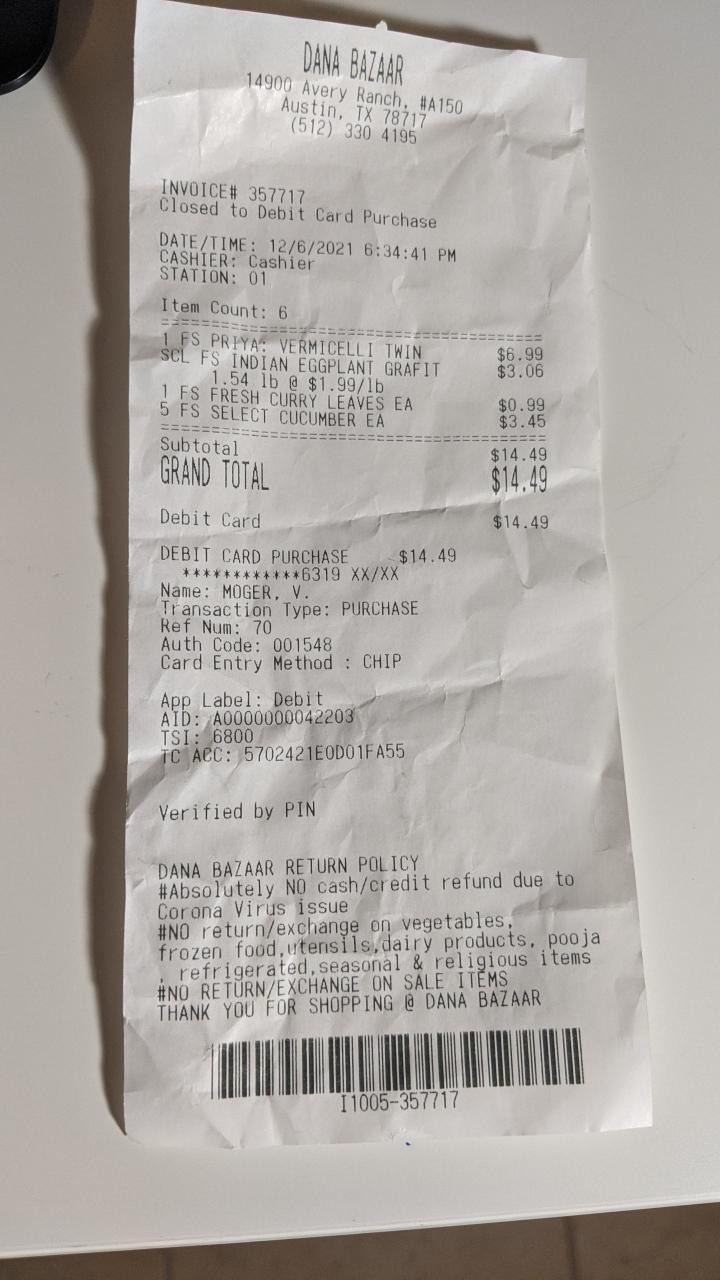 DANA BAZAAR
14900 Avery Ranch, #A150
Austin, TX 78717
(512) 330 4195
INVOICE# 357717
Closed to Debit Card Purchase
DATE/TIME: 12/6/2021 6:34:41 PM
CASHIER: Cashier
STATION: 01
Item Count: 6
========================================
1 FS PRIYA: VERMICELLI TWIN $6.99
SCL FS INDIAN EGGPLANT GRAFIT $3.06
1.54 lb @ $1.99/lb
1 FS FRESH CURRY LEAVES EA $0.99
5 FS SELECT CUCUMBER EA $3.45
========================================
Subtotal $14.49
GRAND TOTAL $14.49
Debit Card $14.49
DEBIT CARD PURCHASE $14.49
************6319 XX/XX
Name: MOGER, V.
Transaction Type: PURCHASE
Ref Num: 70
Auth Code: 001548
Card Entry Method : CHIP
App Label: Debit
AID: A0000000042203
TSI: 6800
TC ACC: 5702421E0D01FA55
Verified by PIN
DANA BAZAAR RETURN POLICY
#Absolutely NO cash/credit refund due to
Corona Virus issue
#NO return/exchange on vegetables,
frozen food,utensils,dairy products, pooja
, refrigerated,seasonal & religious items
#NO RETURN/EXCHANGE ON SALE ITEMS
THANK YOU FOR SHOPPING @ DANA BAZAAR
I1005-357717